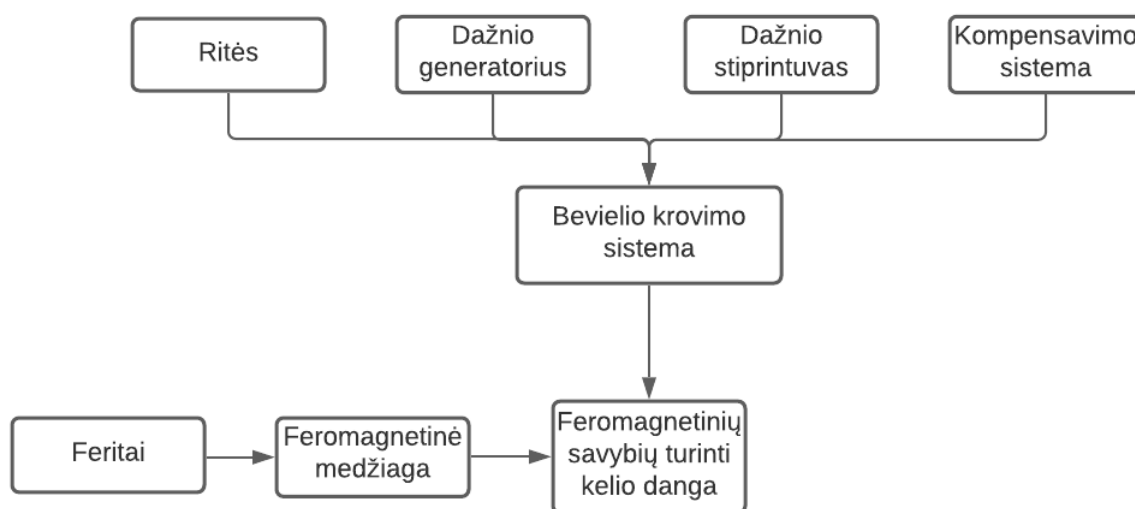 Ritės
Dažnio
generatorius
Dažnio
stiprintuvas
Kompensavimo
sistema
Bevielio krovimo
sistema
Feritai
Feromagnetinė
medžiaga
Feromagnetinių
savybių turinti
kelio danga